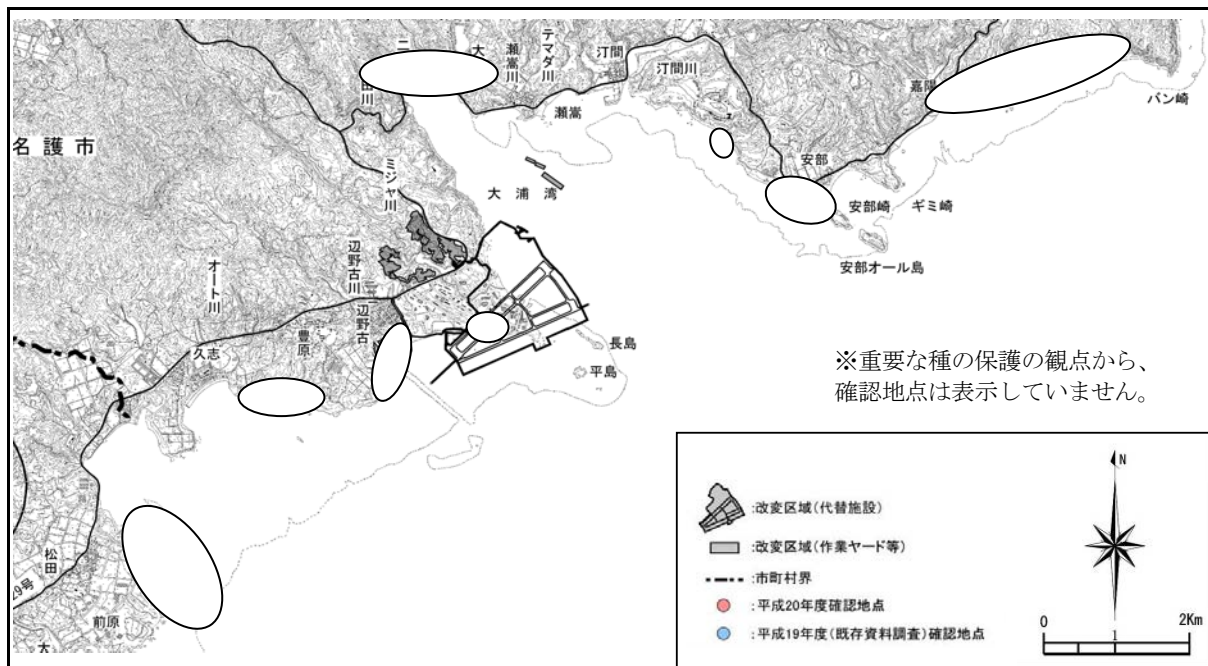 二
田川
大
瀬嵩川
テマダ川
汀間
汀間川
嘉陽
バン崎
名護市
瀬嵩
安部
ミジャ川
大浦湾
安部崎
ギミ崎
安部オール島
オート川
辺野古川
辺野古
豊原
久志
長島
平島
※重要な種の保護の観点から、
確認地点は表示していません。
松田
29号
前原
大
N
:改変区域(代替施設)
:改変区域(作業ヤード等)
:市町村界
:平成20年度確認地点
:平成19年度(既存資料調査)確認地点
0 1 2Km